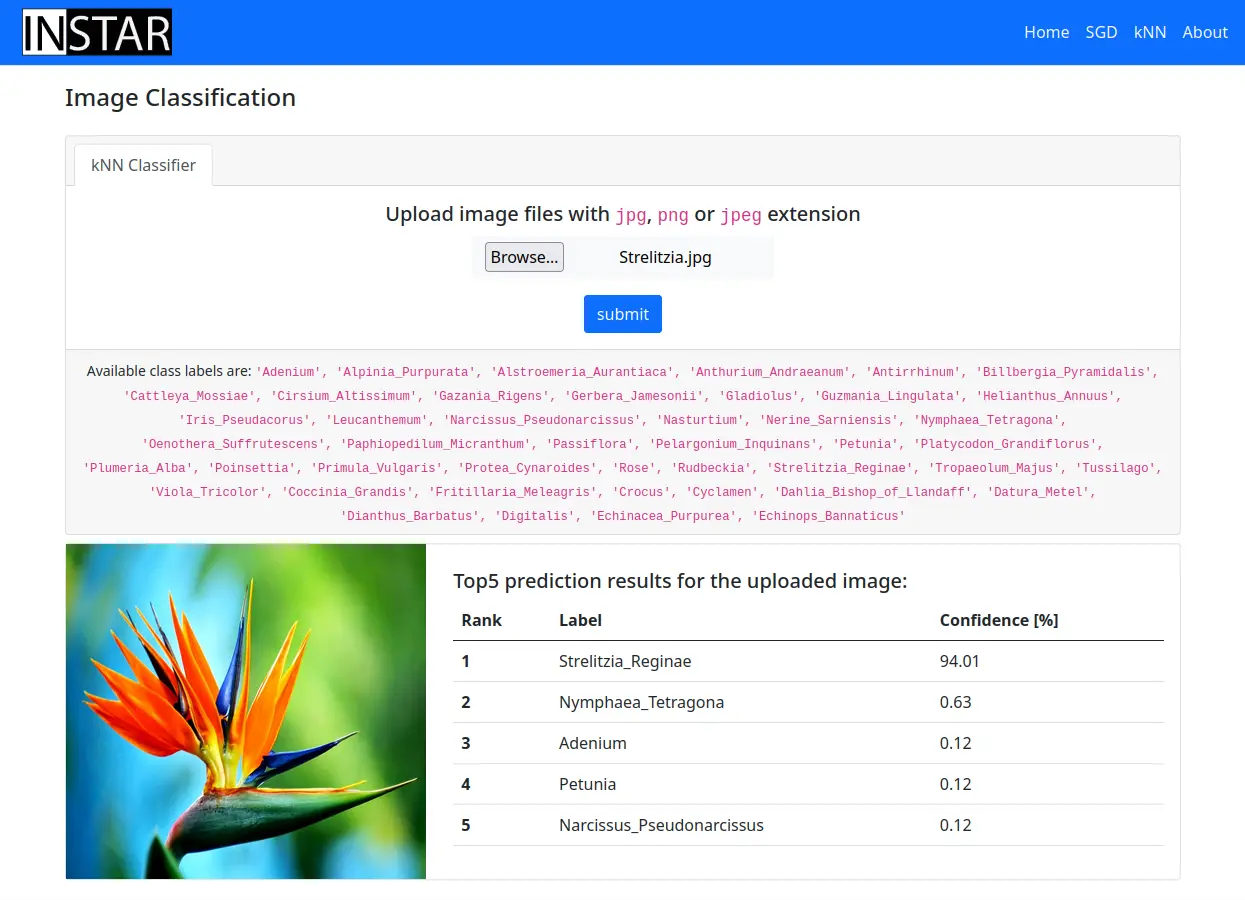 INSTAR
Home SGD kNN About
Image Classification
kNN Classifier
Upload image files with jpg, png or jpeg extension
Browse... Strelitzia.jpg
submit
Available class labels are: 'Adenium', 'Alpinia_Purpurata', 'Alstroemeria_Aurantiaca', 'Anthurium_Andraeanum', 'Antirrhinum', 'Billbergia_Pyramidalis',
'Cattleya_Mossiae', 'Cirsium_Altissimum', 'Gazania_Rigens', 'Gerbera_Jamesonii', 'Gladiolus', 'Guzmania_Lingulata', 'Helianthus_Annuus',
'Iris_Pseudacorus', 'Leucanthemum', 'Narcissus_Pseudonarcissus', 'Nasturtium', 'Nerine_Sarniensis', 'Nymphaea_Tetragona',
'Oenothera_Suffrutescens', 'Paphiopedilum_Micranthum', 'Passiflora', 'Pelargonium_Inquinans', 'Petunia', 'Platycodon_Grandiflorus',
'Plumeria_Alba', 'Poinsettia', 'Primula_Vulgaris', 'Protea_Cynaroides', 'Rose', 'Rudbeckia', 'Strelitzia_Reginae', 'Tropaeolum_Majus', 'Tussilago',
'Viola_Tricolor', 'Coccinia_Grandis', 'Fritillaria_Meleagris', 'Crocus', 'Cyclamen', 'Dahlia_Bishop_of_Llandaff', 'Datura_Metel',
'Dianthus_Barbatus', 'Digitalis', 'Echinacea_Purpurea', 'Echinops_Bannaticus'
Top5 prediction results for the uploaded image:
Rank Label Confidence [%]
1 Strelitzia_Reginae 94.01
2 Nymphaea_Tetragona 0.63
3 Adenium 0.12
4 Petunia 0.12
5 Narcissus_Pseudonarcissus 0.12